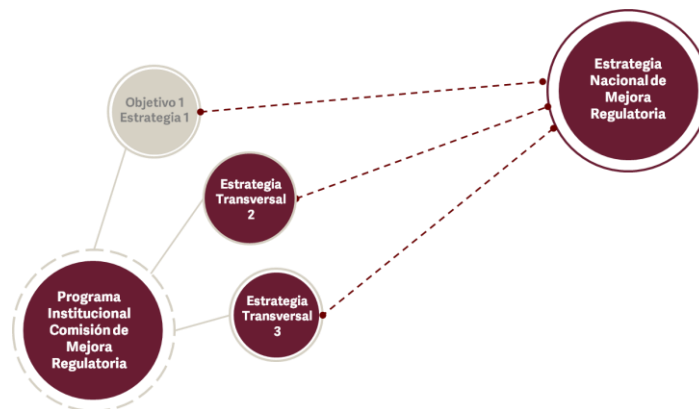 Estrategia
Nacional de
Mejora
Regulatoria
Objetivo 1
Estrategia 1
Estrategia
Transversal
2
Estrategia
Transversal
3
Programa
Institucional
Comisión de
Mejora
Regulatoria